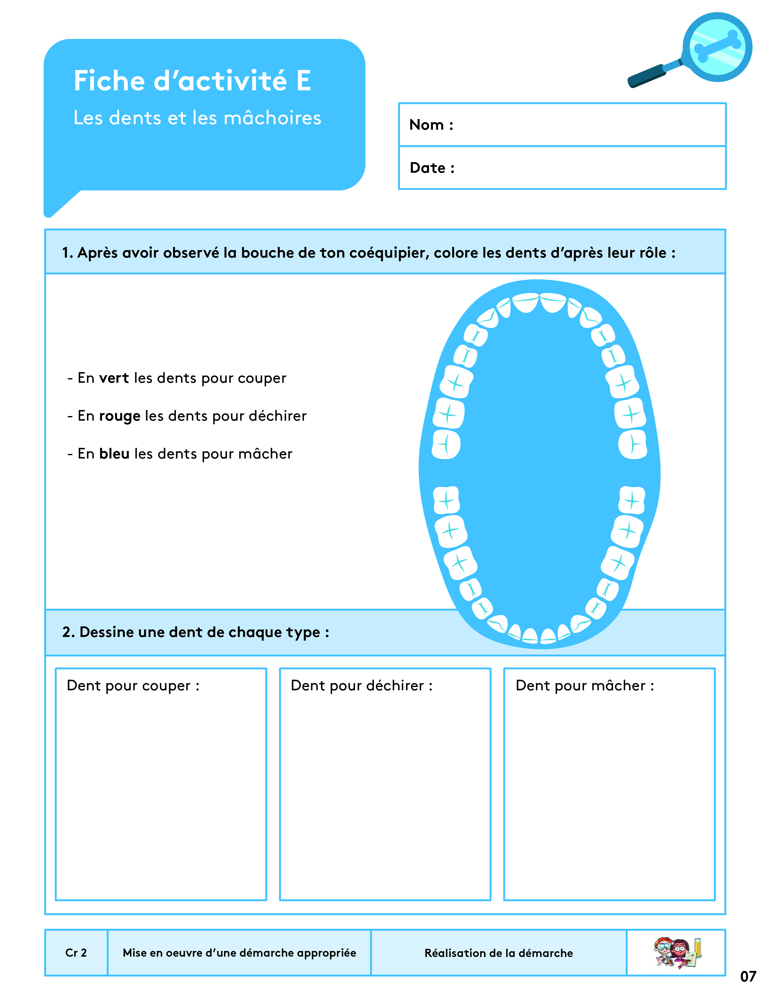 Fiche d’activité E
Les dents et les mâchoires
Nom :
Date :
1. Après avoir observé la bouche de ton coéquipier, colore les dents d’après leur rôle :
- En vert les dents pour couper
- En rouge les dents pour déchirer
- En bleu les dents pour mâcher
2. Dessine une dent de chaque type :
Dent pour couper :
Dent pour déchirer :
Dent pour mâcher :
Cr 2
Mise en oeuvre d’une démarche appropriée
Réalisation de la démarche
07